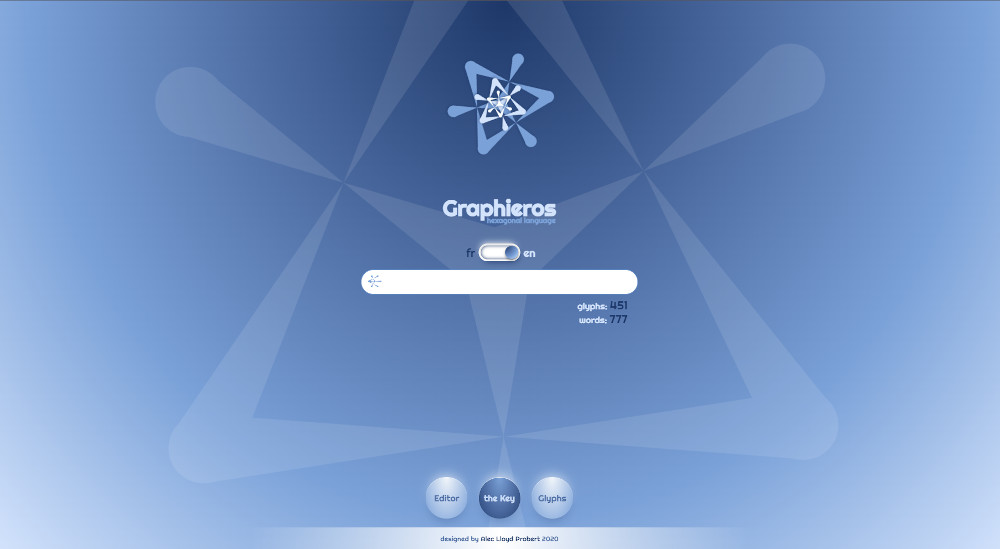 Graphieros
hexagonal language
fr en
glyphs: 451
words: 777
Editor the Key Glyphs
designed by Alec Lloyd Probert 2020